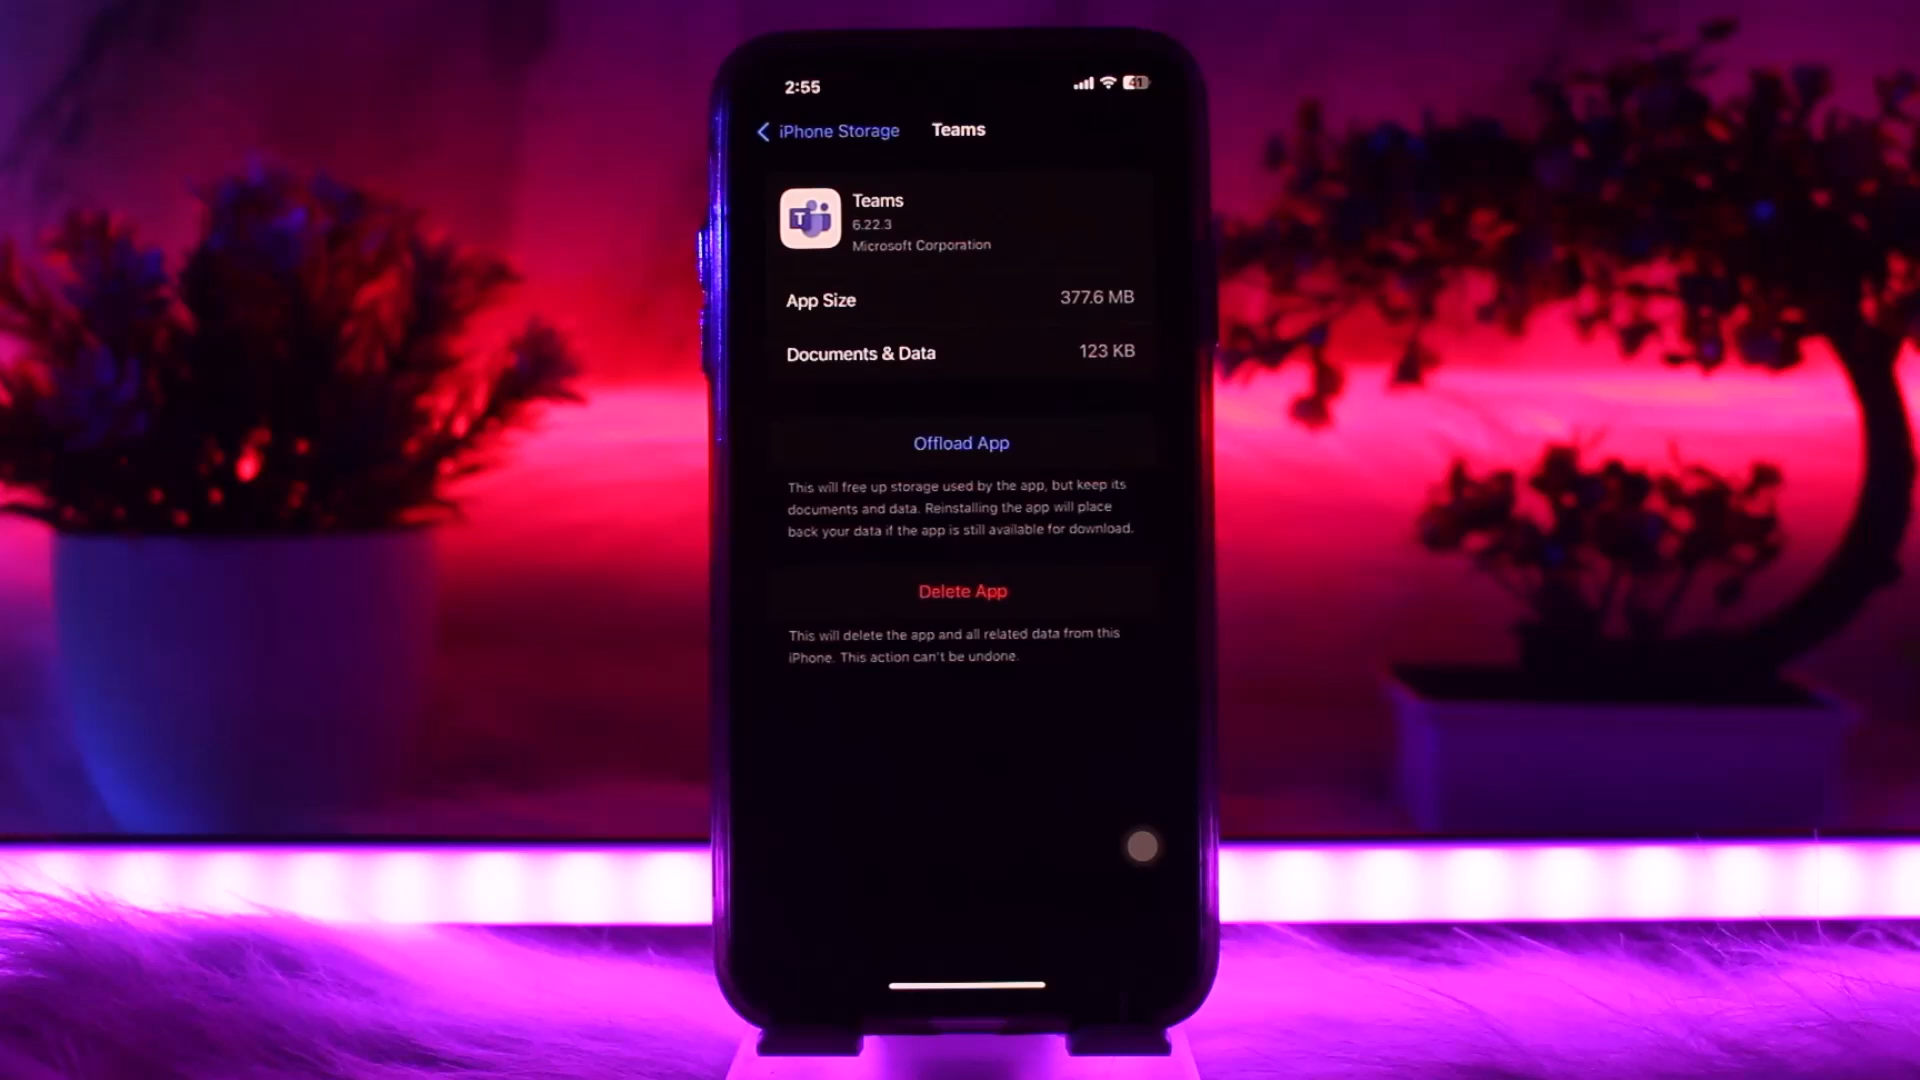 2:55
41
iPhone Storage
Teams
T
Teams
6.22.3
Microsoft Corporation
App Size
377.6 MB
Documents & Data
123 KB
Offload App
This will free up storage used by the app, but keep its
documents and data. Reinstalling the app will place
back your data if the app is still available for download.
Delete App
This will delete the app and all related data from this
iPhone. This action can't be undone.